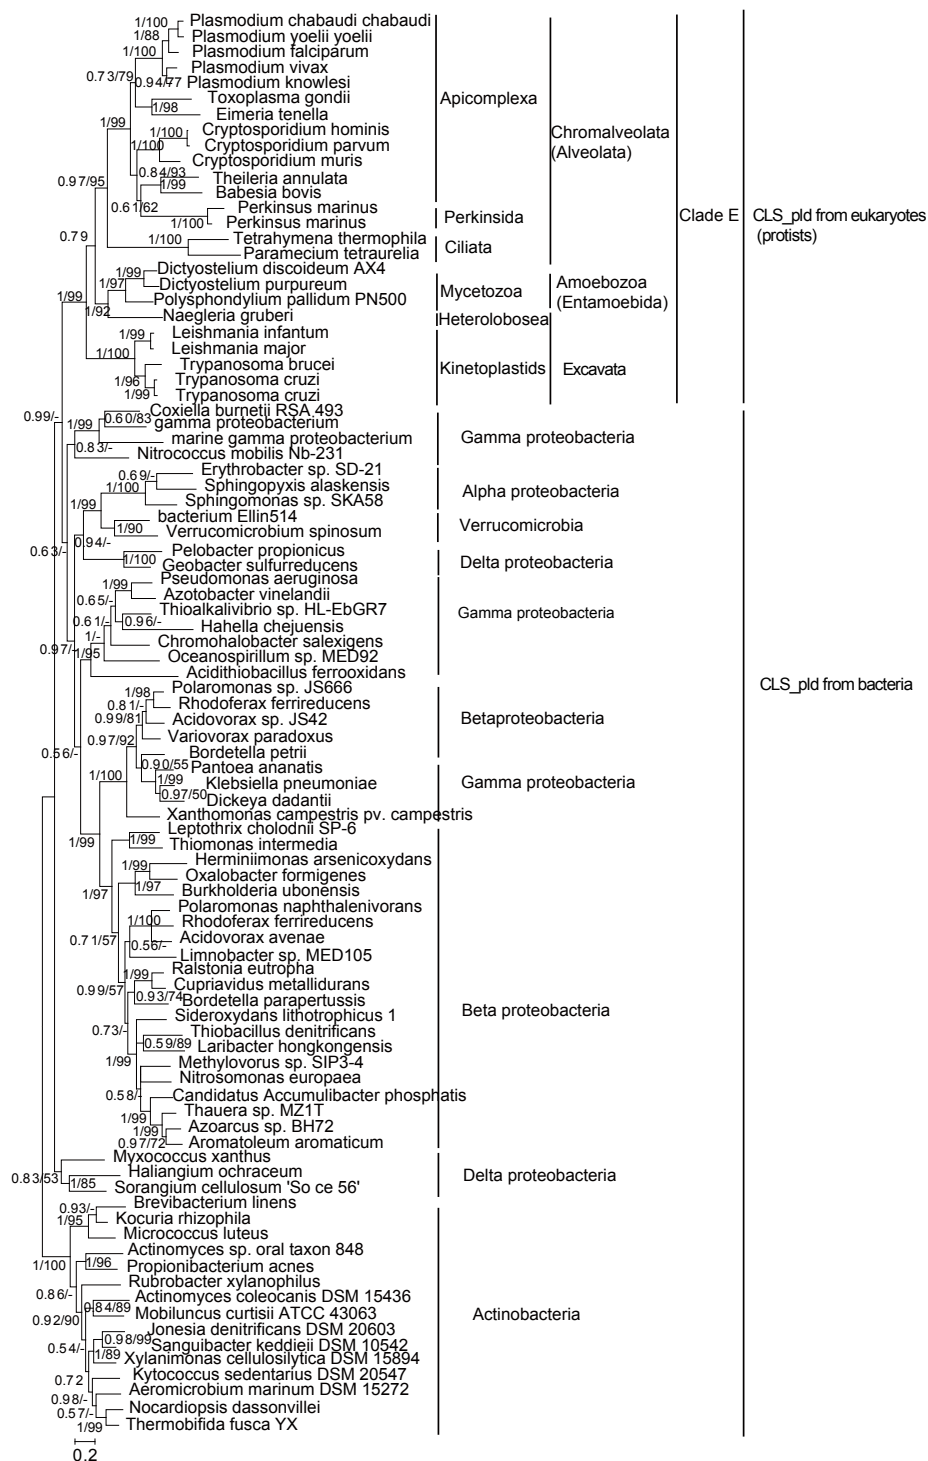 1/100 Plasmodium chabaudi chabaudi
1/88 Plasmodium yoelii yoelii
1/100 Plasmodium falciparum
Plasmodium vivax
0.73/79 0.94/77 Plasmodium knowlesi
Toxoplasma gondii
Apicomplexa
1/98 Eimeria tenella
1/99 1/100 Cryptosporidium hominis
Chromalveolata
1/100 Cryptosporidium parvum
(Alveolata)
Cryptosporidium muris
0.84/93 Theileria annulata
0.97/95 1/99 Babesia bovis
0.61/62 Perkinsus marinus
1/100 Perkinsus marinus
Perkinsida
Clade E
CLS_pld from eukaryotes
(protists)
0.79 1/100 Tetrahymena thermophila
Paramecium tetraurelia
Ciliata
1/99 Dictyostelium discoideum AX4
1/97 Dictyostelium purpureum
Mycetozoa
Amoebozoa
(Entamoebida)
1/99 Polysphondylium pallidum PN500
1/92 Naegleria gruberi
Heterolobosea
1/99 Leishmania infantum
1/100 Leishmania major
Trypanosoma brucei
Kinetoplastids
Excavata
1/96 Trypanosoma cruzi
1/99 Trypanosoma cruzi
0.99/- 0.60/83 Coxiella burnetii RSA 493
1/99 gamma proteobacterium
marine gamma proteobacterium
Gamma proteobacteria
0.83/- Nitrococcus mobilis Nb-231
0.69/- Erythrobacter sp. SD-21
1/100 Sphingopyxis alaskensis
Alpha proteobacteria
1/99 Sphingomonas sp. SKA58
bacterium Ellin514
1/90 Verrucomicrobium spinosum
Verrucomicrobia
0.63/- 0.94/- Pelobacter propionicus
1/100 Geobacter sulfurreducens
Delta proteobacteria
1/99 Pseudomonas aeruginosa
0.65/- Azotobacter vinelandii
Thioalkalivibrio sp. HL-EbGR7
Gamma proteobacteria
0.61/- 0.96/- Hahella chejuensis
1/- Chromohalobacter salexigens
0.97/- 1/95 Oceanospirillum sp. MED92
Acidithiobacillus ferrooxidans
CLS_pld from bacteria
1/98 Polaromonas sp. JS666
0.81/- Rhodoferax ferrireducens
0.99/81 Acidovorax sp. JS42
Betaproteobacteria
0.97/92 Variovorax paradoxus
0.56/- Bordetella petrii
0.90/55 Pantoea ananatis
1/100 1/99 Klebsiella pneumoniae
Gamma proteobacteria
0.97/50 Dickeya dadantii
Xanthomonas campestris pv. campestris
Leptothrix cholodnii SP-6
1/99 1/99 Thiomonas intermedia
1/99 Herminiimonas arsenicoxydans
Oxalobacter formigenes
1/97 1/97 Burkholderia ubonensis
Polaromonas naphthalenivorans
1/100 Rhodoferax ferrireducens
0.71/57 0.56/- Acidovorax avenae
Limnobacter sp. MED105
1/99 Ralstonia eutropha
0.99/57 Cupriavidus metallidurans
0.93/74 Bordetella parapertussis
Beta proteobacteria
Sideroxydans lithotrophicus 1
0.73/- Thiobacillus denitrificans
0.59/89 Laribacter hongkongensis
1/99 Methylovorus sp. SIP3-4
Nitrosomonas europaea
0.58/- Candidatus Accumulibacter phosphatis
1/99 Thauera sp. MZ1T
1/99 Azoarcus sp. BH72
0.97/72 Aromatoleum aromaticum
Myxococcus xanthus
0.83/53 Haliangium ochraceum
Delta proteobacteria
1/85 Sorangium cellulosum 'So ce 56'
0.93/- Brevibacterium linens
1/95 Kocuria rhizophila
Micrococcus luteus
Actinomyces sp. oral taxon 848
1/100 1/96 Propionibacterium acnes
Rubrobacter xylanophilus
0.86/- Actinomyces coleocanis DSM 15436
0.84/89 Mobiluncus curtisii ATCC 43063
Actinobacteria
0.92/90 Jonesia denitrificans DSM 20603
0.98/99 Sanguibacter keddieii DSM 10542
0.54/- 1/89 Xylanimonas cellulosilytica DSM 15894
0.72 Kytococcus sedentarius DSM 20547
Aeromicrobium marinum DSM 15272
0.98/- Nocardiopsis dassonvillei
0.57/- Thermobifida fusca YX
1/99
0.2